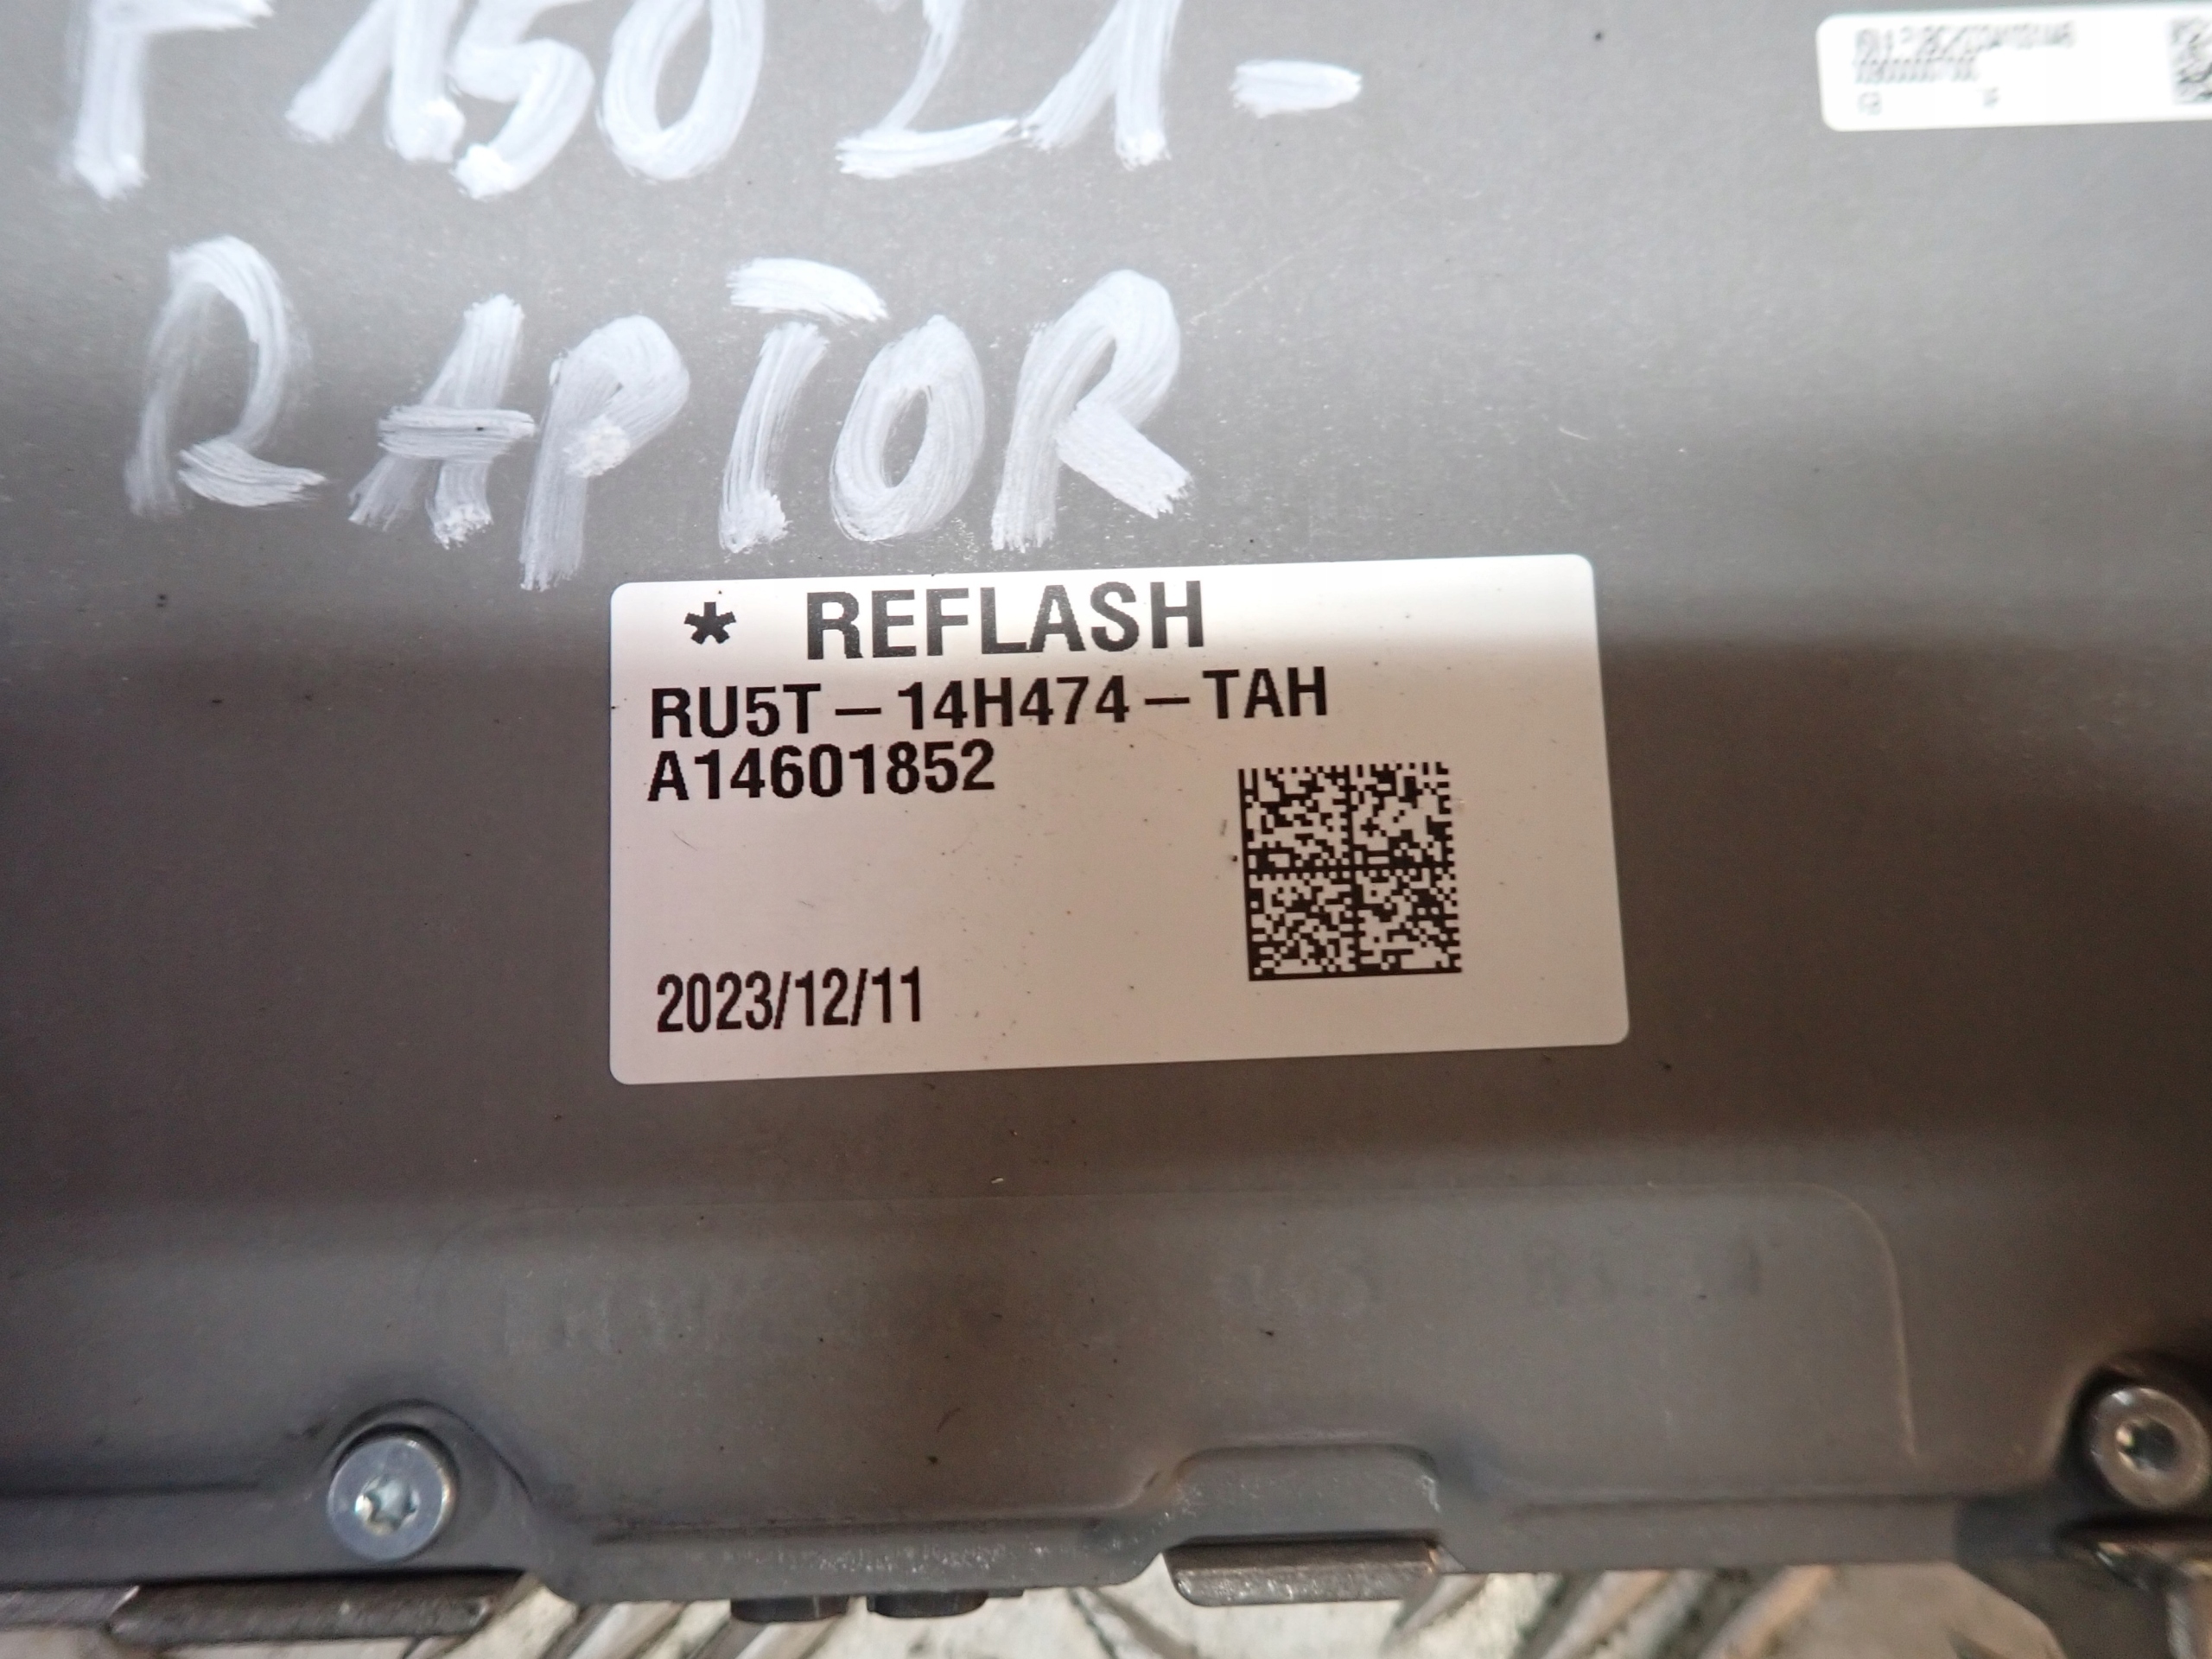 F150 21-
RAPTOR
* REFLASH
RU5T-14H474-TAH
A14601852
2023/12/11